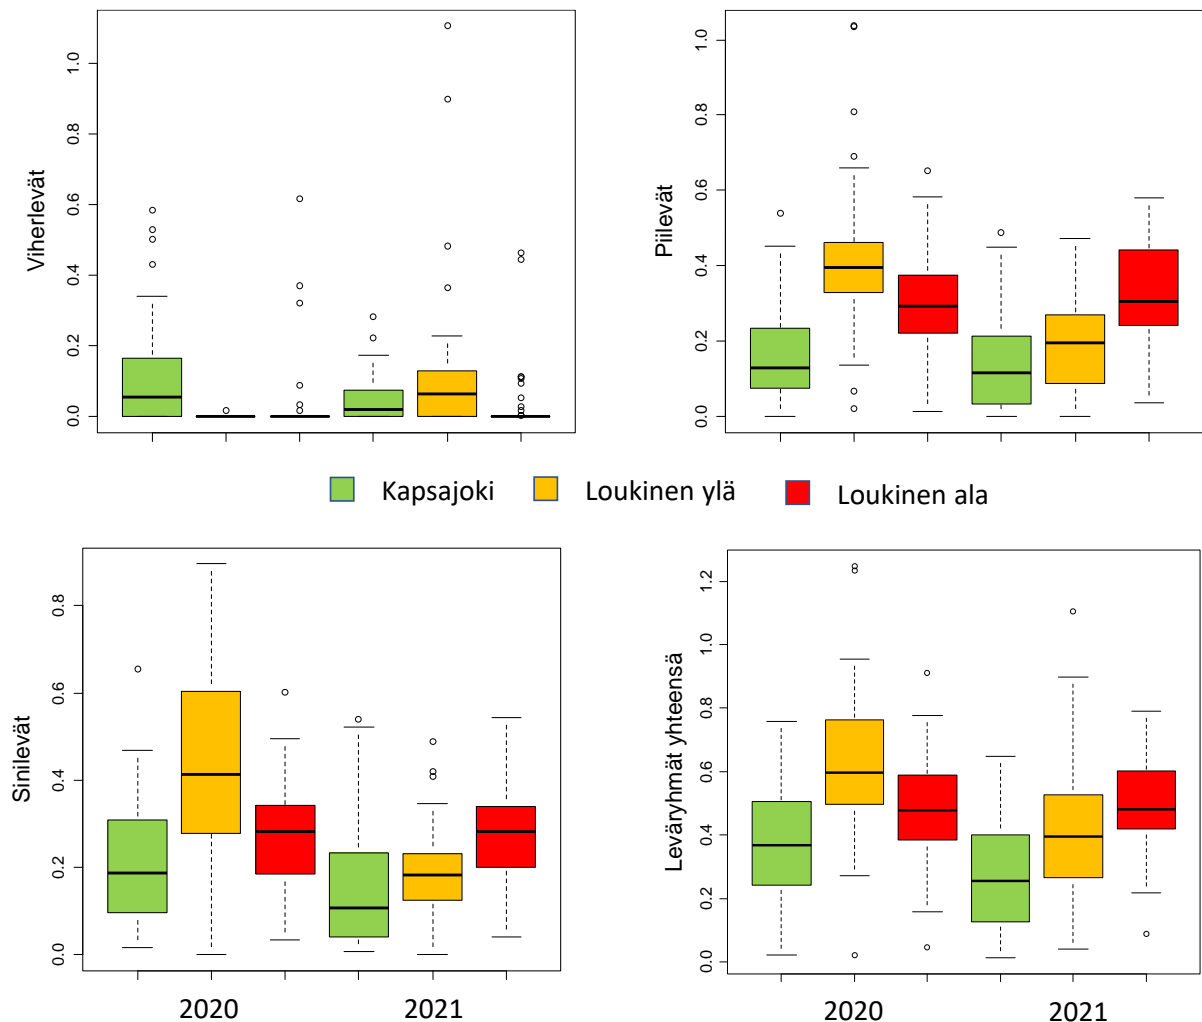 Viherlevät
0.0 0.2 0.4 0.6 0.8 1.0
Piilevät
0.0 0.2 0.4 0.6 0.8 1.0
Kapsajoki Loukinen ylä Loukinen ala
Sinilevät
0.0 0.2 0.4 0.6 0.8
Leväryhmät yhteensä
0.0 0.2 0.4 0.6 0.8 1.0 1.2
2020 2021 2020 2021